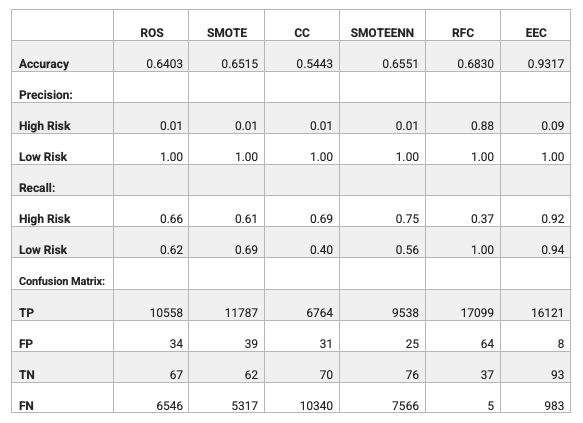 ROS SMOTE CC SMOTEENN RFC EEC
Accuracy 0.6403 0.6515 0.5443 0.6551 0.6830 0.9317
Precision:
High Risk 0.01 0.01 0.01 0.01 0.88 0.09
Low Risk 1.00 1.00 1.00 1.00 1.00 1.00
Recall:
High Risk 0.66 0.61 0.69 0.75 0.37 0.92
Low Risk 0.62 0.69 0.40 0.56 1.00 0.94
Confusion Matrix:
TP 10558 11787 6764 9538 17099 16121
FP 34 39 31 25 64 8
TN 67 62 70 76 37 93
FN 6546 5317 10340 7566 5 983